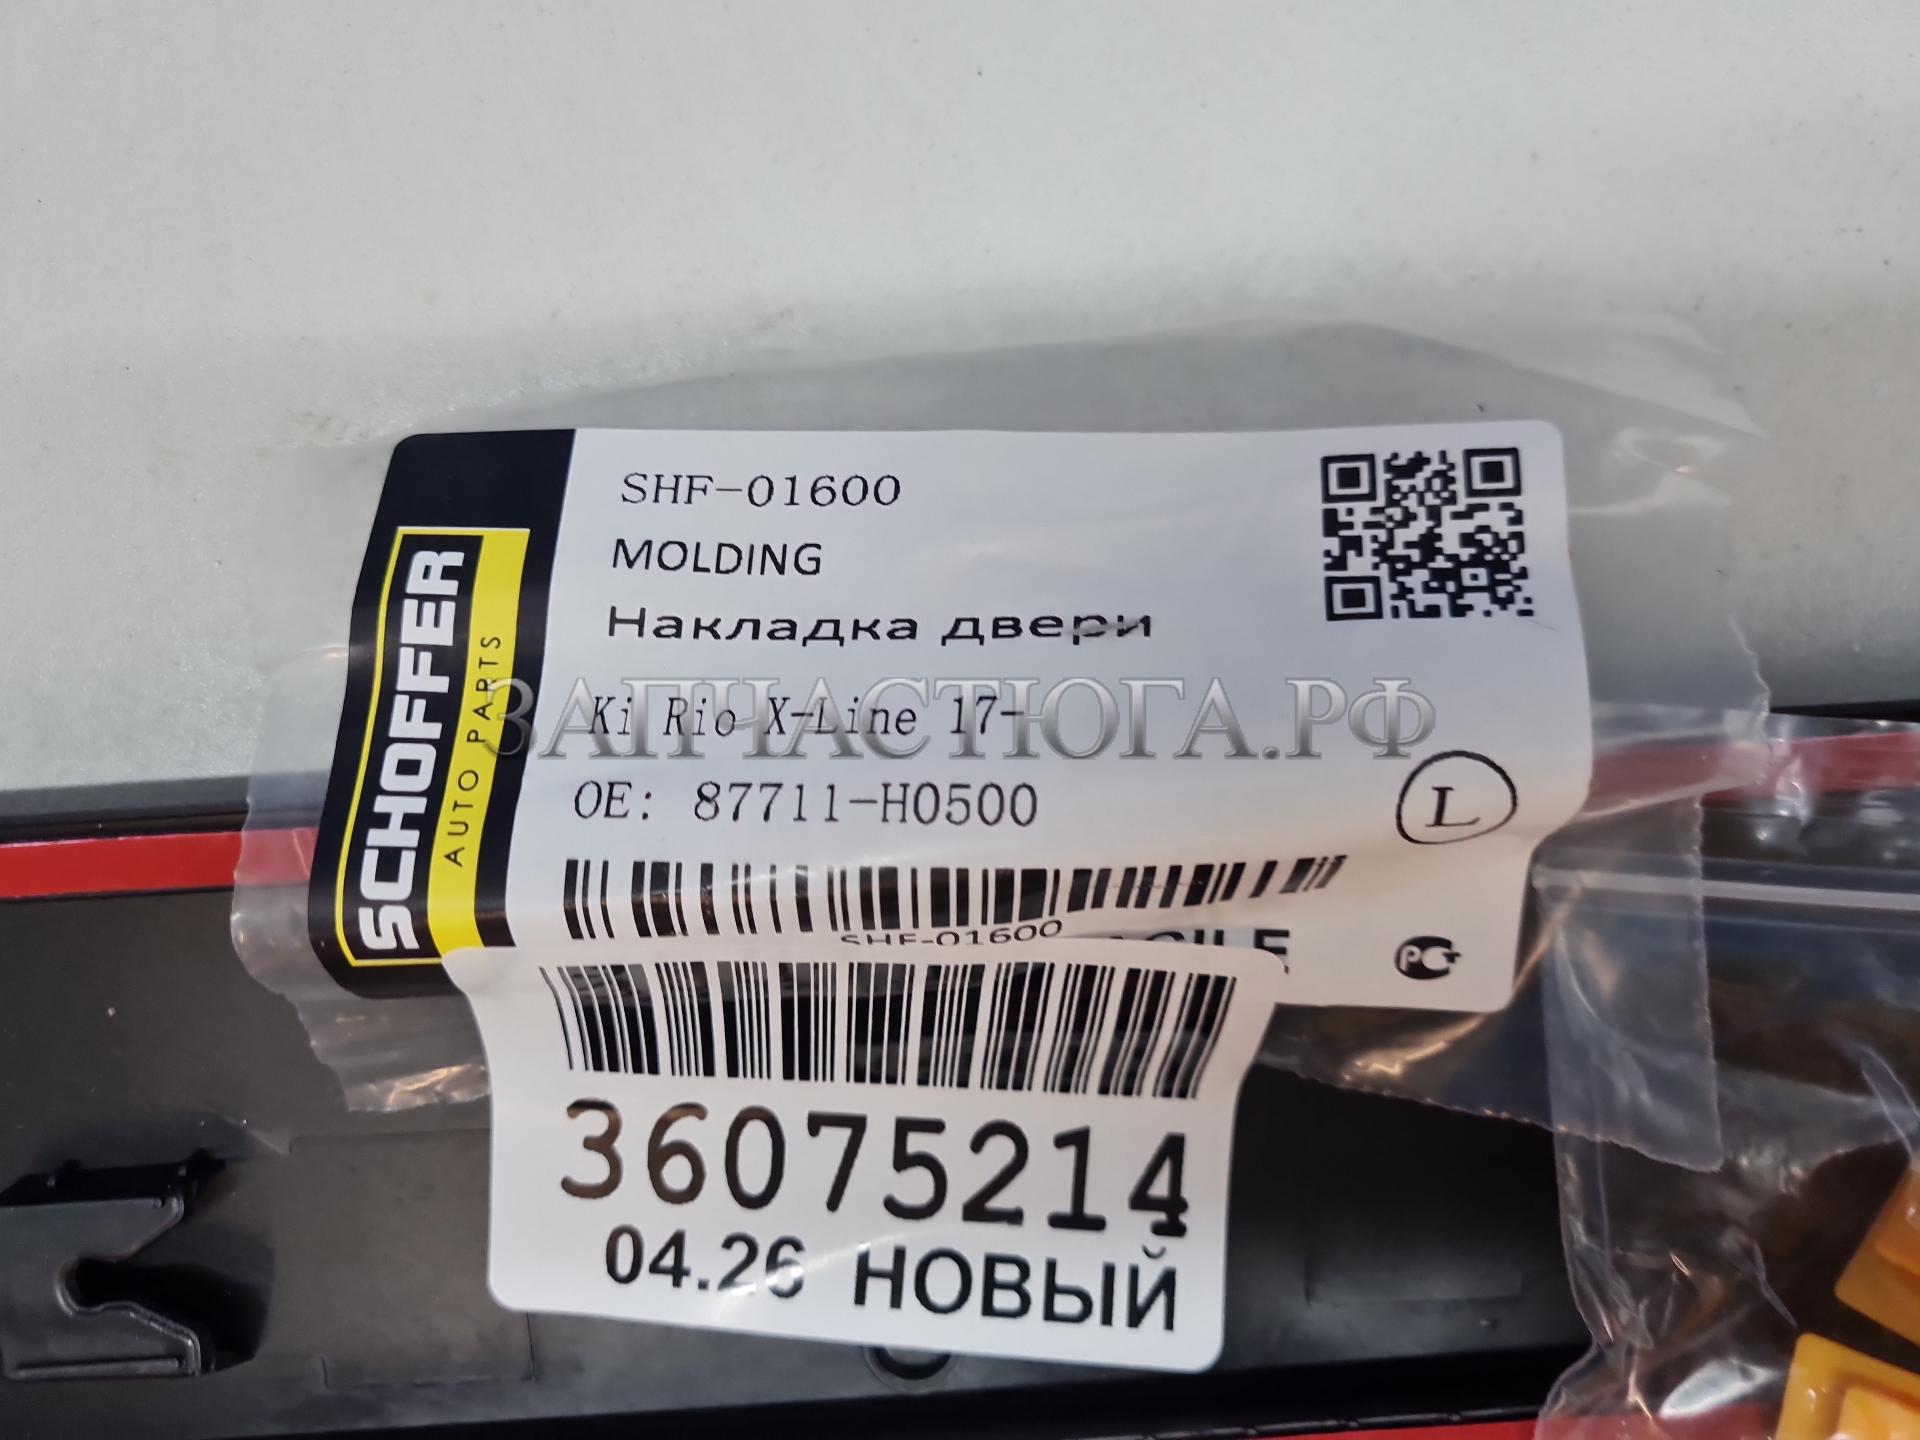 SCHOFFER
AUTO PARTS
SHF-01600
MOLDING
Накладка двери
Ki Rio X-Line 17-
ЗАПЧАСТЮГА.РФ
OE: 87711-H0500
L
SHF-01600
РСТ
36075214
04.26 НОВЫЙ